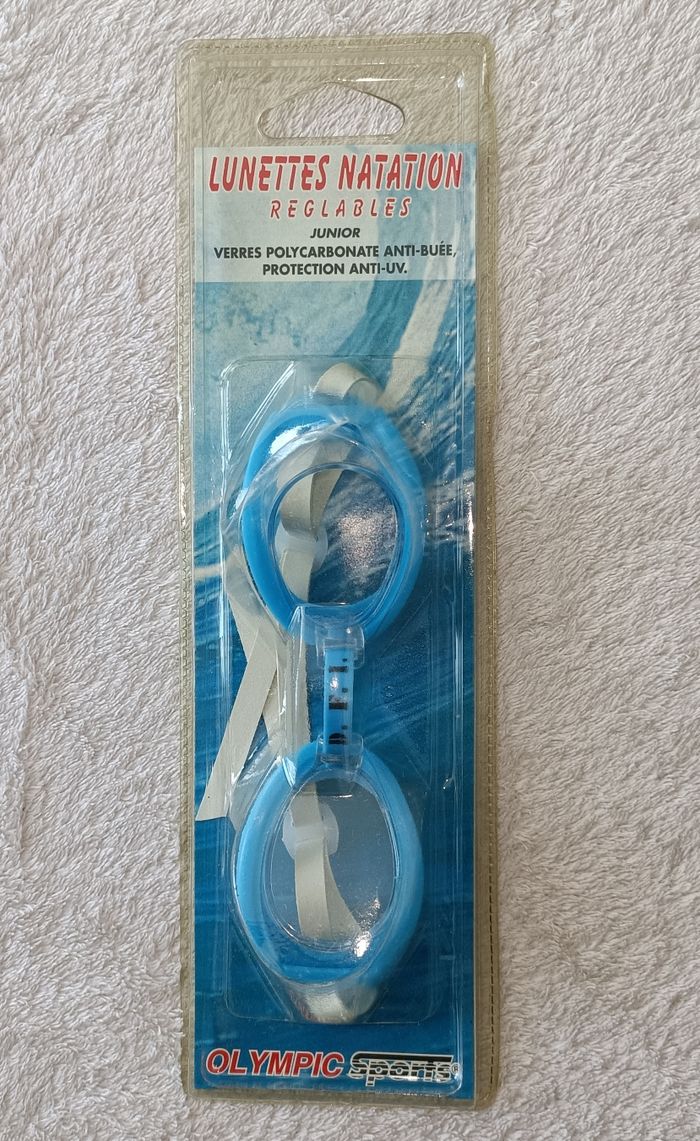 LUNETTES NATATION
REGLABLES
JUNIOR
VERRES POLYCARBONATE ANTI-BUÉE,
PROTECTION ANTI-UV.
OLYMPIC sports®